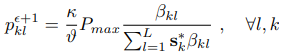 p_{kl}^{\epsilon+1} = \frac{\kappa}{\vartheta} P_{max} \frac{\beta_{kl}}{\sum_{l=1}^{L} \mathbf{s}_k^* \beta_{kl}} , \quad \forall l, k